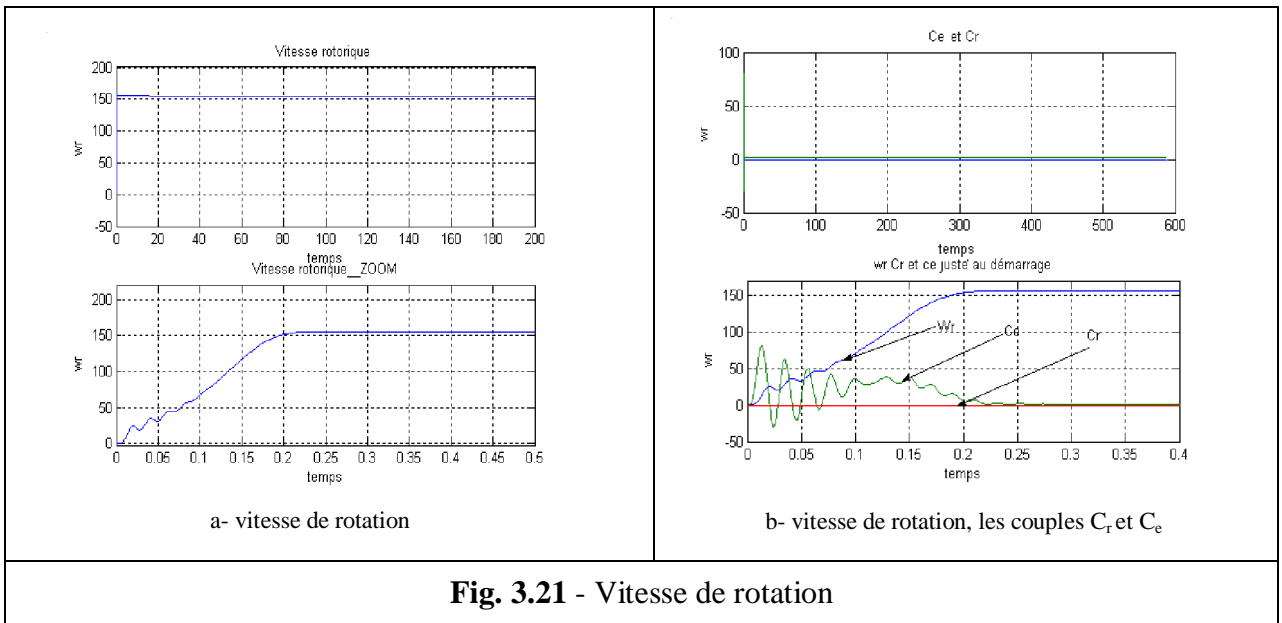 Vitesse rotorique
200
150
100
50
0
-50
wr
0 20 40 60 80 100 120 140 160 180 200
temps
Vitesse rotorique__ZOOM
200
150
100
50
0
wr
0 0.05 0.1 0.15 0.2 0.25 0.3 0.35 0.4 0.45 0.5
temps
a- vitesse de rotation
Ce et Cr
100
50
0
-50
wr
0 100 200 300 400 500 600
temps
wr Cr et ce juste au démarrage
150
100
50
0
-50
wr
Wr
Ce
Cr
0 0.05 0.1 0.15 0.2 0.25 0.3 0.35 0.4
temps
b- vitesse de rotation, les couples Cr et Ce
Fig. 3.21 - Vitesse de rotation